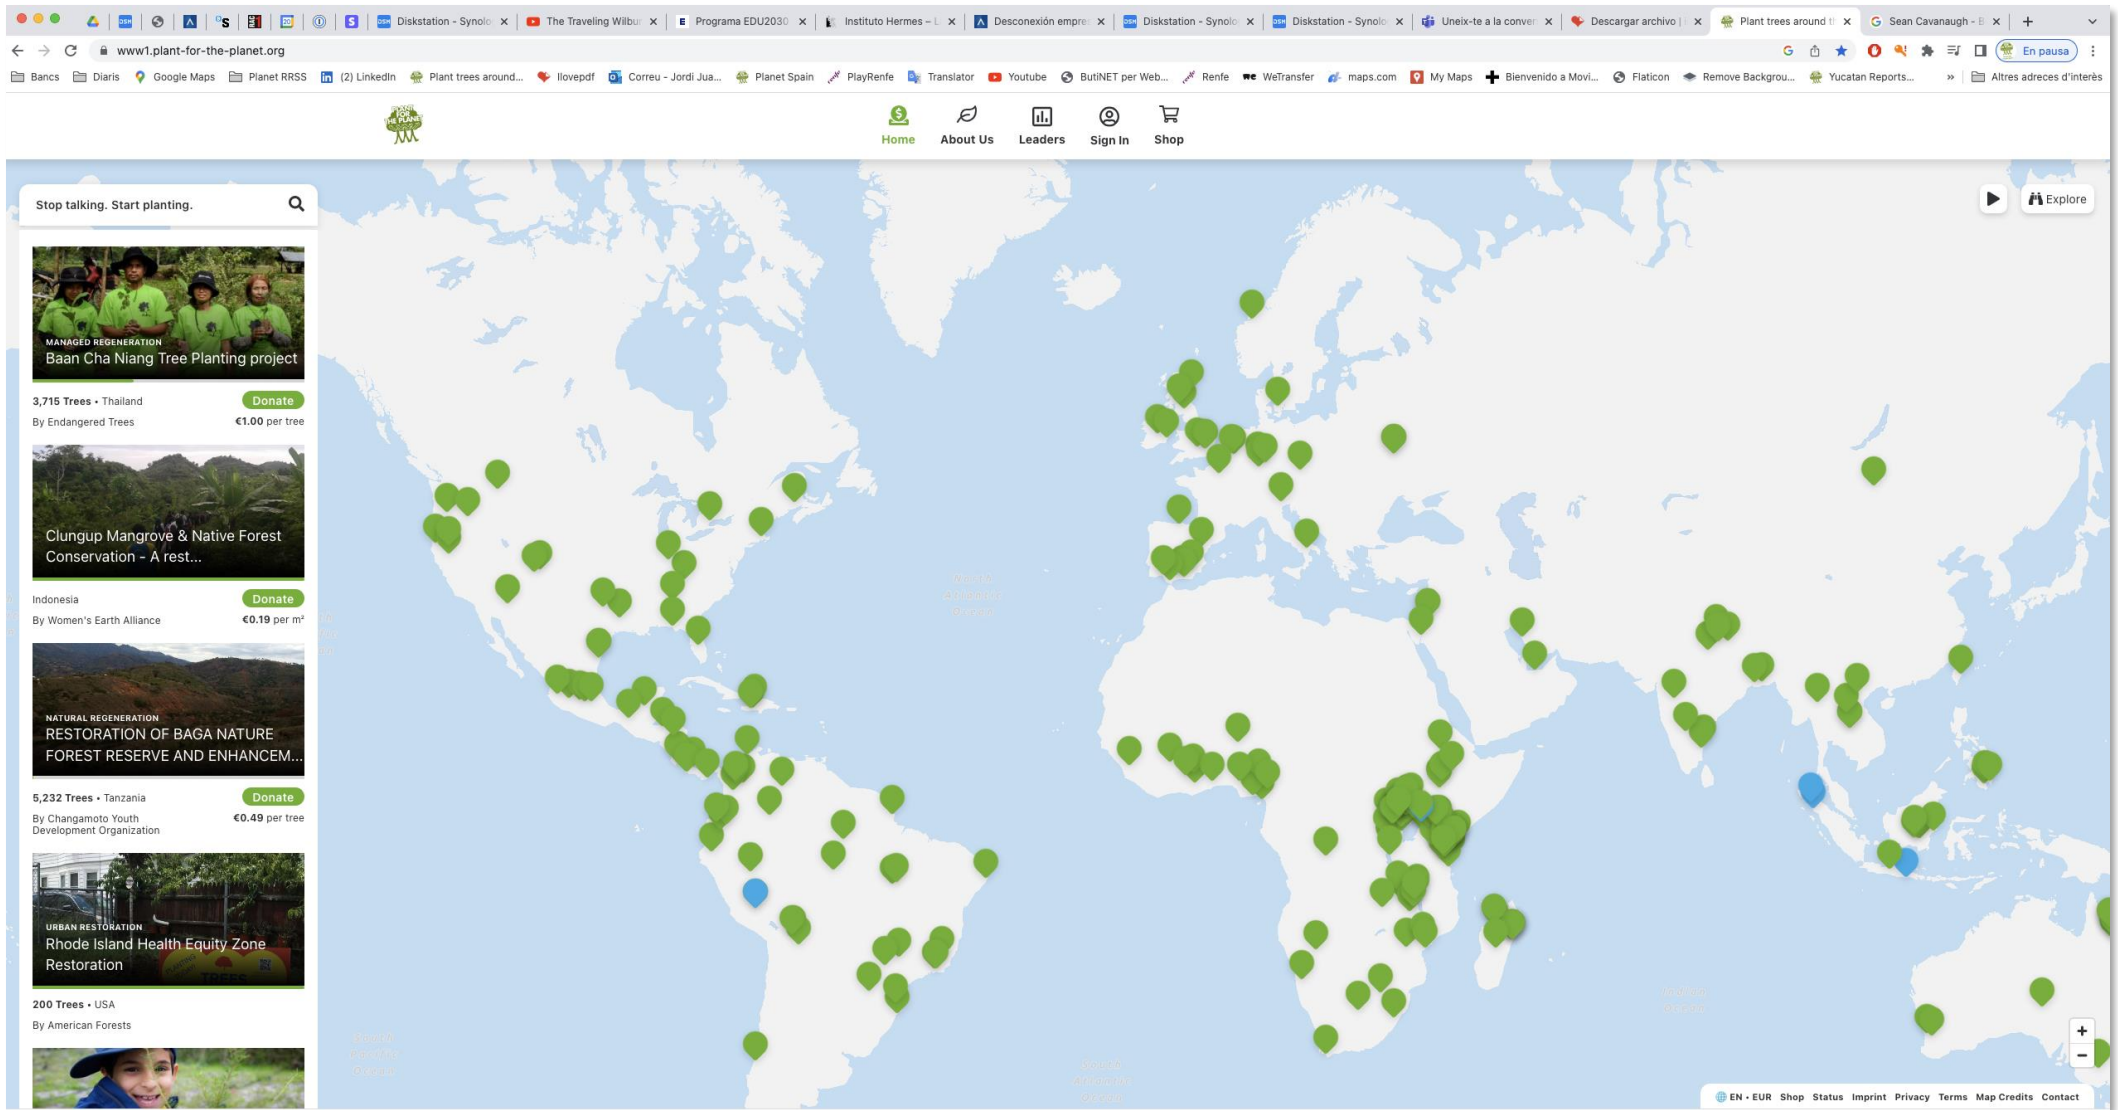 Diskstation - Synolo
The Traveling Wilbur
Programa EDU2030
Instituto Hermes – L
Desconexión empre
Diskstation - Synolo
Diskstation - Synolo
Uneix-te a la conver
Descargar archivo |
Plant trees around th
Sean Cavanaugh - B
www1.plant-for-the-planet.org
En pausa
Bancs
Diaris
Google Maps
Planet RRSS
(2) LinkedIn
Plant trees around...
Ilovepdf
Correu - Jordi Jua...
Planet Spain
PlayRenfe
Translator
Youtube
ButiNET per Web...
Renfe
WeTransfer
maps.com
My Maps
Bienvenido a Movi...
Flaticon
Remove Backgrou...
Yucatan Reports...
»
Altres adreces d'interès
PLANT
FOR
THE PLANET
Home
About Us
Leaders
Sign In
Shop
Stop talking. Start planting.
Explore
MANAGED REGENERATION
Baan Cha Niang Tree Planting project
3,715 Trees • Thailand
Donate
By Endangered Trees
€1.00 per tree
Clungup Mangrove & Native Forest
Conservation - A rest...
Indonesia
Donate
By Women's Earth Alliance
€0.19 per m²
NATURAL REGENERATION
RESTORATION OF BAGA NATURE
FOREST RESERVE AND ENHANCEM...
5,232 Trees • Tanzania
Donate
By Changamoto Youth
Development Organization
€0.49 per tree
URBAN RESTORATION
Rhode Island Health Equity Zone
Restoration
TREES
200 Trees • USA
By American Forests
+
−
EN • EUR Shop Status Imprint Privacy Terms Map Credits Contact